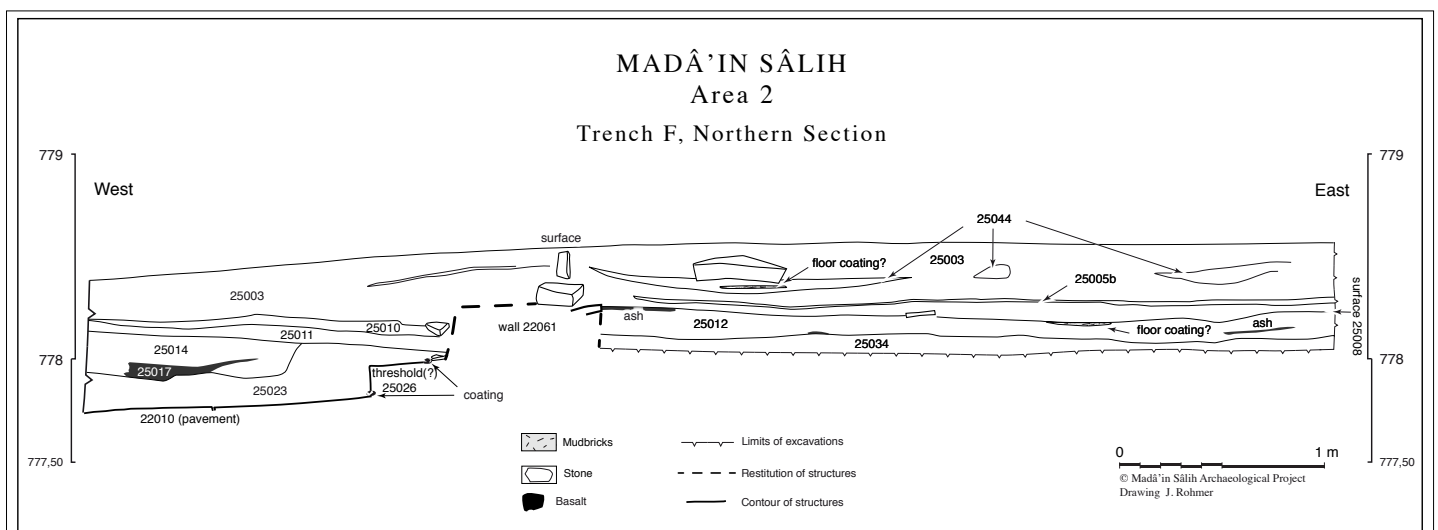 MADÂ’IN SÂLIH
Area 2
Trench F, Northern Section
779
779
West
East
25044
surface
floor coating?
25003
25005b
25003
surface 25008
ash
25010
wall 22061
25012
floor coating?
ash
25011
25034
25014
778
778
25017
threshold(?)
25026
25023
coating
22010 (pavement)
Mudbricks
Limits of excavations
0
1 m
777,50
777,50
Stone
Restitution of structures
© Madâ’in Sâlih Archaeological Project
Drawing J. Rohmer
Basalt
Contour of structures